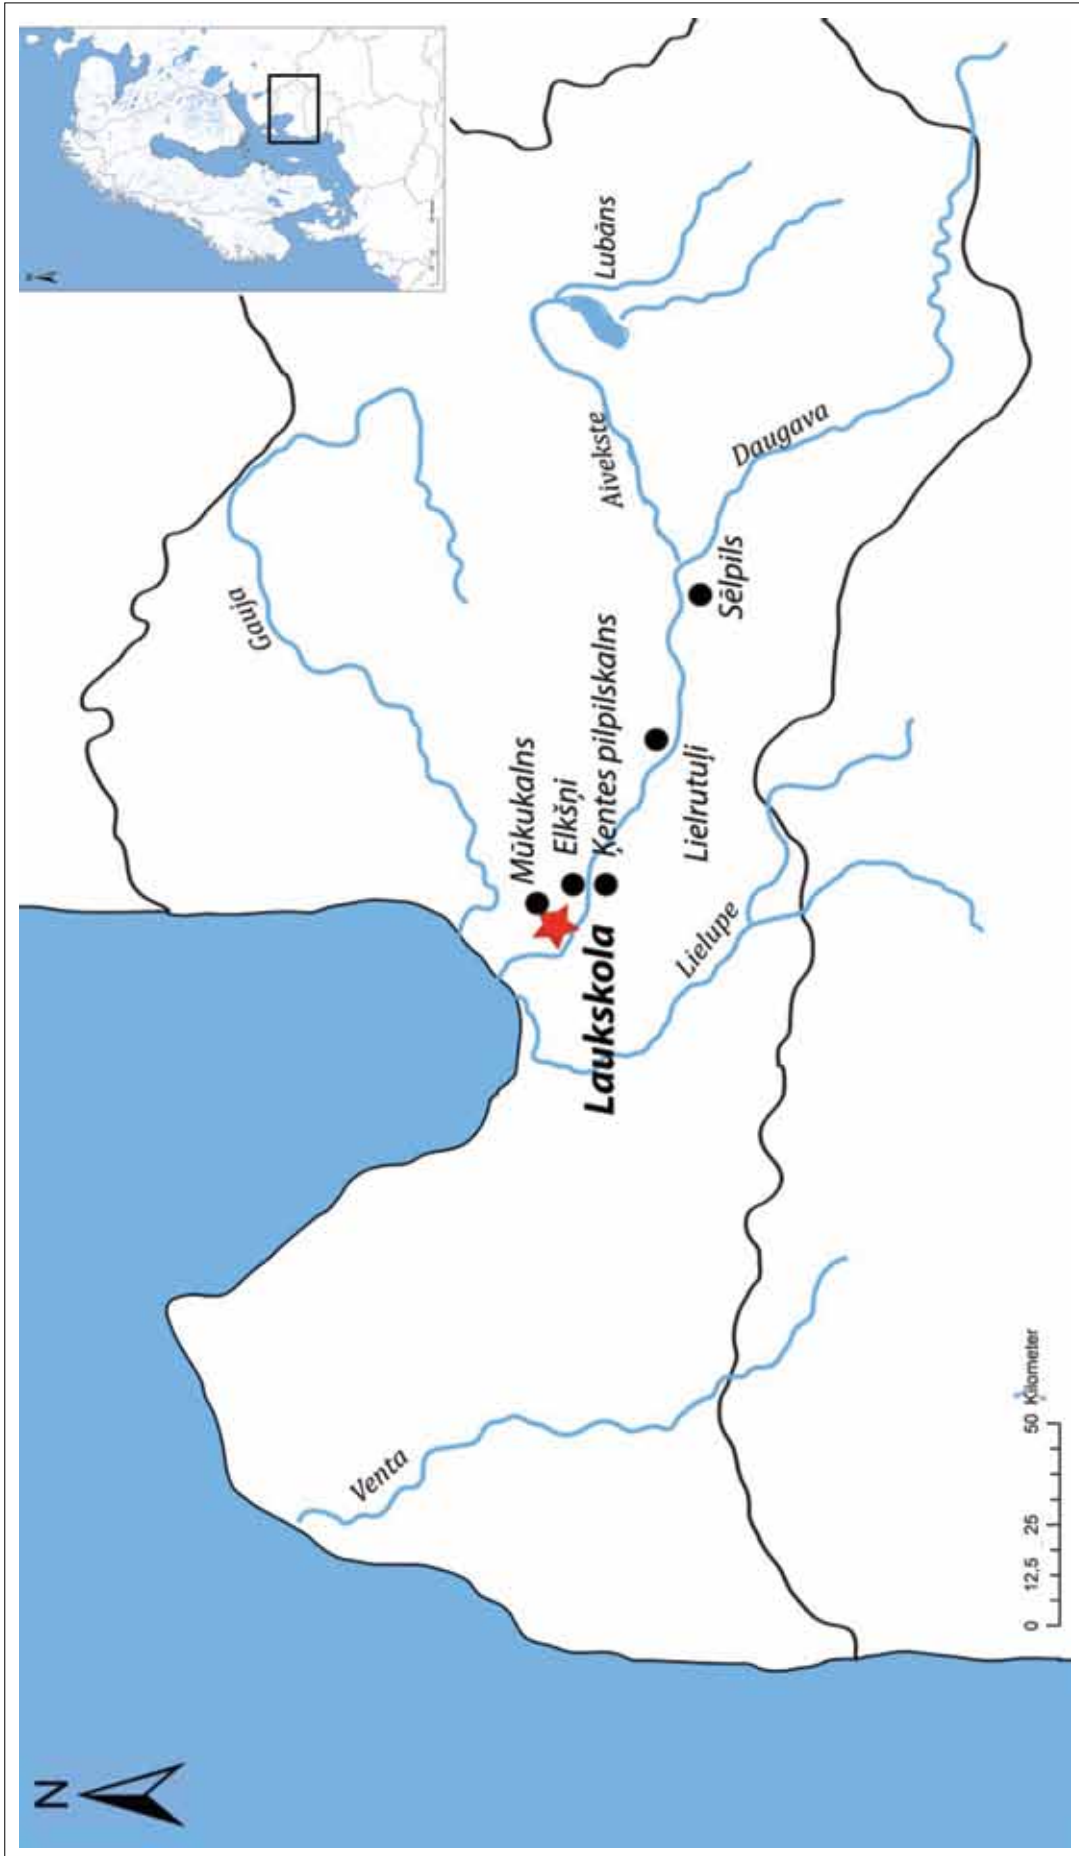 N
Gauja
Lubāns
Aivekste
Daugava
Mūkukalns
Elkšņi
Ķentes pilpilskalns
Laukskola
Lielrutuļi
Sēlpils
Lielupe
Venta
0 12,5 25 50 Kilometer